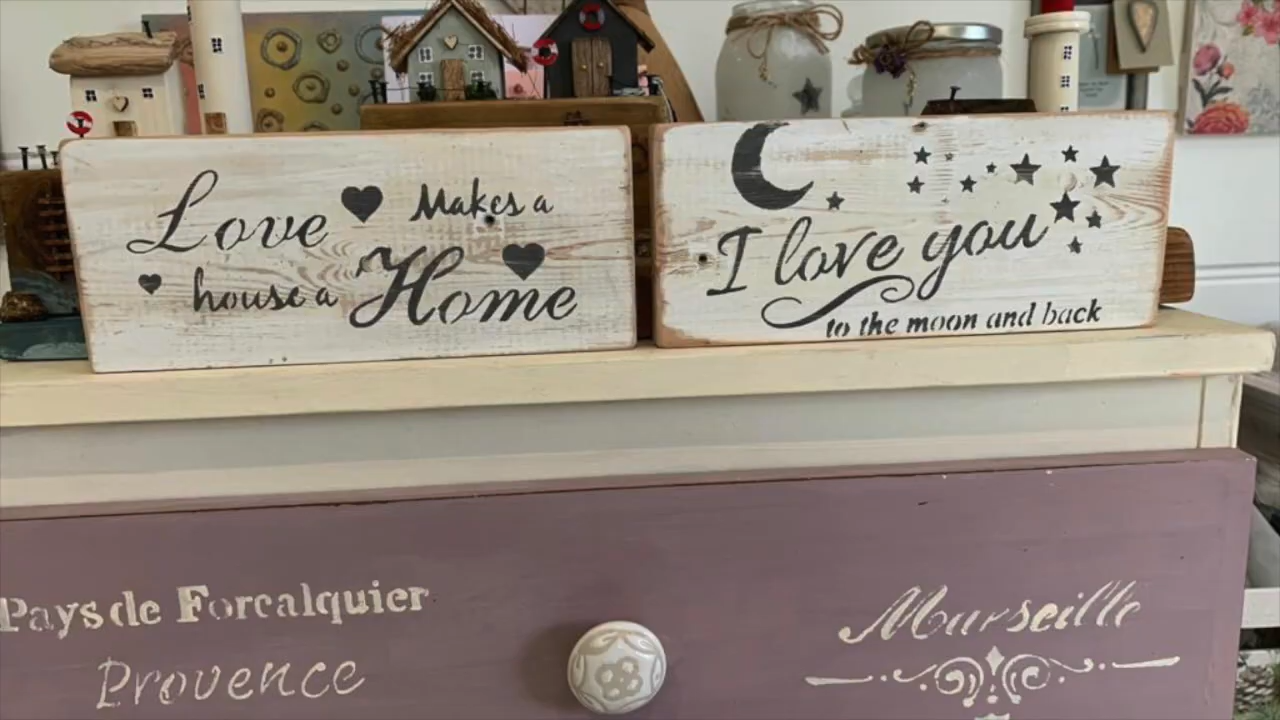 Love Makes a
house a Home
I love you
to the moon and back
Pays de Forcalquier
Provence
Marseille